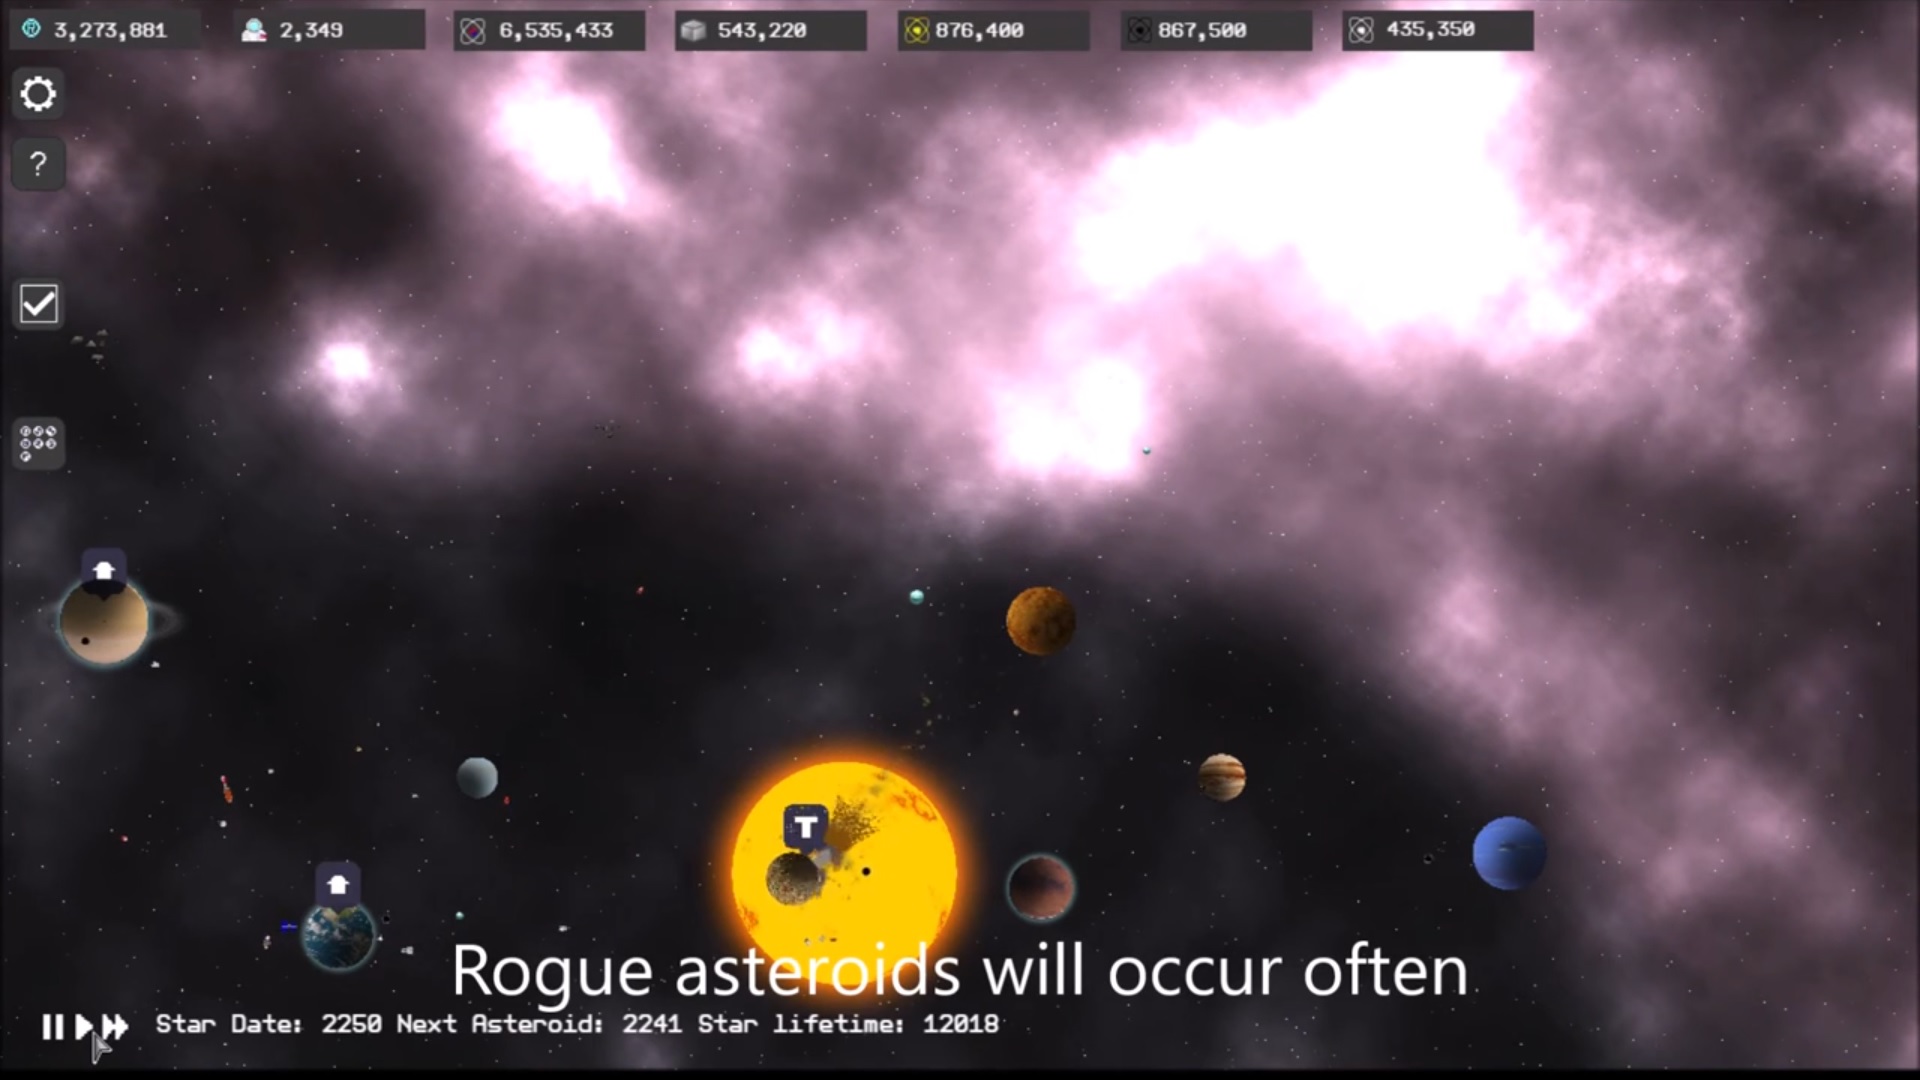 3,273,881 2,349 6,535,433 543,220 876,400 867,500 435,350
?
T
Rogue asteroids will occur often
Star Date: 2250 Next Asteroid: 2241 Star lifetime: 12018